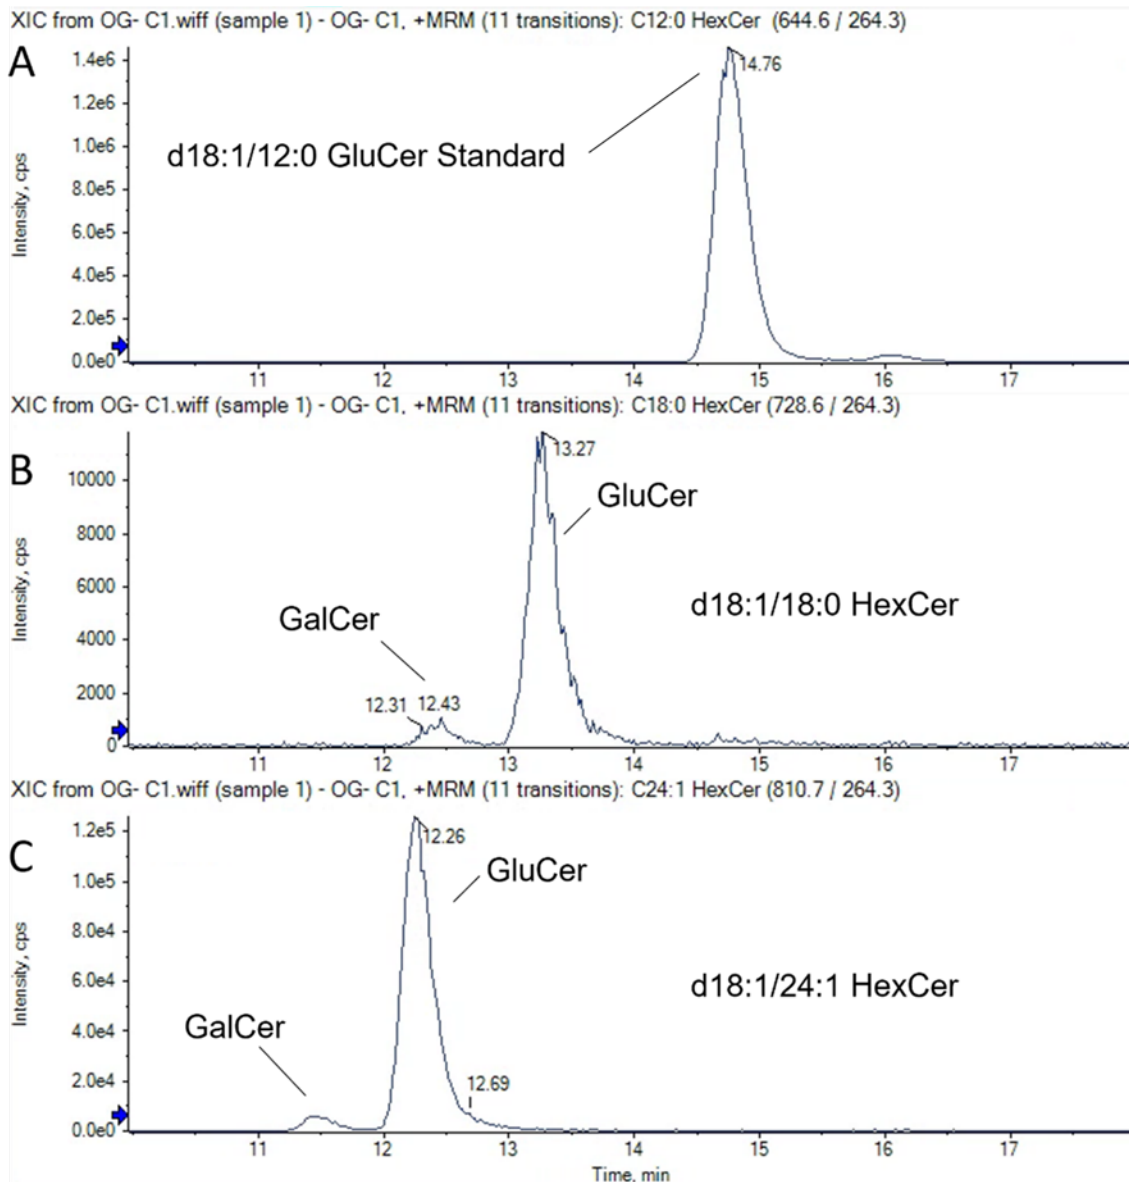 XIC from OG- C1.wiff (sample 1) - OG- C1, +MRM (11 transitions): C12:0 HexCer (644.6 / 264.3)
A
1.4e6
14.76
1.2e6
d18:1/12:0 GluCer Standard
1.0e6
8.0e5
6.0e5
4.0e5
2.0e5
0.0e0
Intensity, cps
11 12 13 14 15 16 17
XIC from OG- C1.wiff (sample 1) - OG- C1, +MRM (11 transitions): C18:0 HexCer (728.6 / 264.3)
B
13.27
10000
GluCer
8000
6000
d18:1/18:0 HexCer
GalCer
4000
2000
12.31 12.43
0
Intensity, cps
11 12 13 14 15 16 17
XIC from OG- C1.wiff (sample 1) - OG- C1, +MRM (11 transitions): C24:1 HexCer (810.7 / 264.3)
C
1.2e5
12.26
GluCer
1.0e5
8.0e4
6.0e4
d18:1/24:1 HexCer
GalCer
4.0e4
2.0e4
12.69
0.0e0
Intensity, cps
11 12 13 14 15 16 17
Time, min